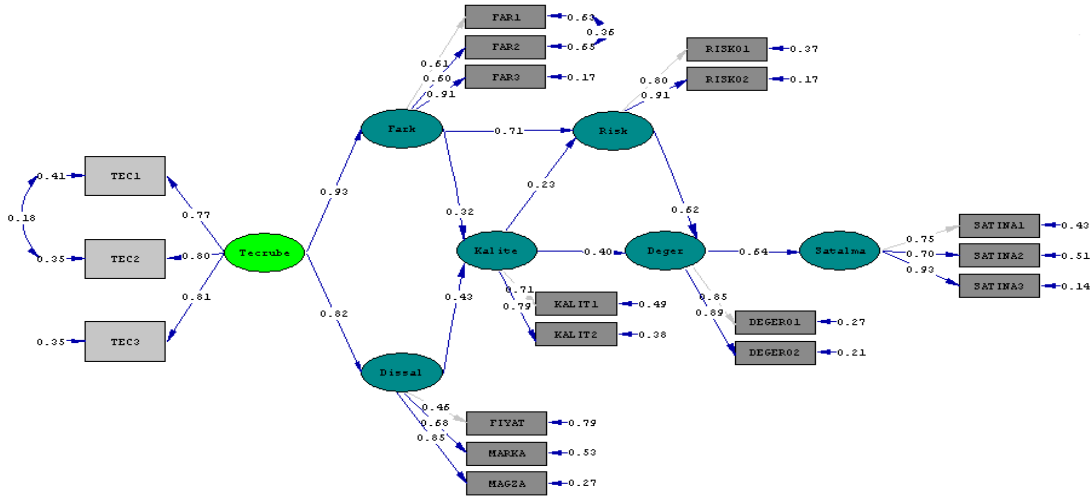 FAR1
0.63
0.36
FAR2
0.65
FAR3
0.17
0.61
0.60
0.91
RISK01
0.37
RISK02
0.17
0.80
0.91
Fark
0.71
Risk
0.41
TEC1
0.18
0.77
0.93
0.32
0.23
0.62
0.35
TEC2
0.80
Tecrube
Kalite
0.40
Deger
0.64
Satalma
0.75
0.70
0.93
SATINA1
0.43
SATINA2
0.51
SATINA3
0.14
0.81
0.82
0.43
0.71
0.79
KALIT1
0.49
KALIT2
0.38
0.85
0.89
DEGER01
0.27
DEGER02
0.21
0.35
TEC3
Dissal
0.46
0.68
0.85
FIYAT
0.79
MARKA
0.53
MAGZA
0.27